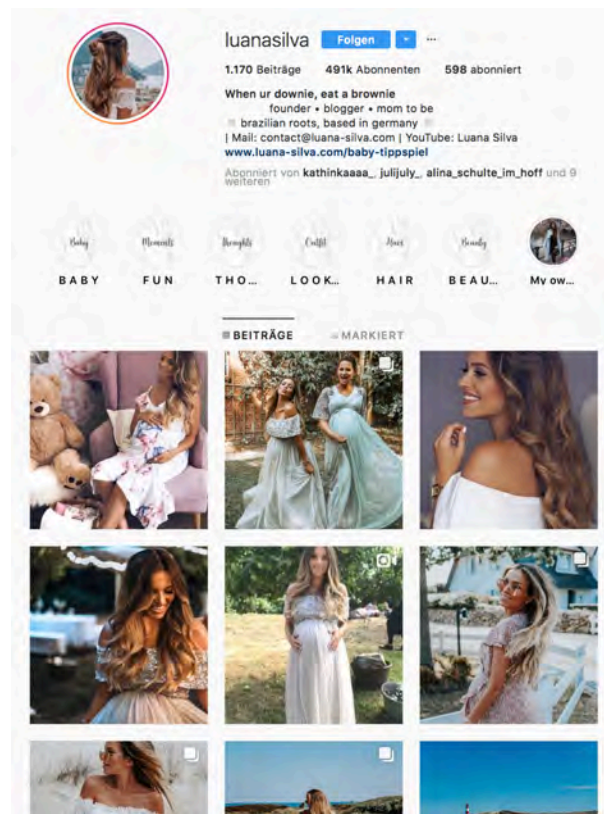 luanasilva Folgen ...
1.170 Beiträge 491k Abonnenten 598 abonniert
When ur downie, eat a brownie
founder • blogger • mom to be
brazilian roots, based in germany
| Mail: contact@luana-silva.com | YouTube: Luana Silva
www.luana-silva.com/baby-tippspiel
Abonniert von kathinkaaaa_, julijuly_, alina_schulte_im_hoff und 9
weiteren
Baby Moments thoughts Outfit Hair Beauty
BABY FUN THO... LOOK... HAIR BEAU... My ow...
BEITRÄGE MARKIERT